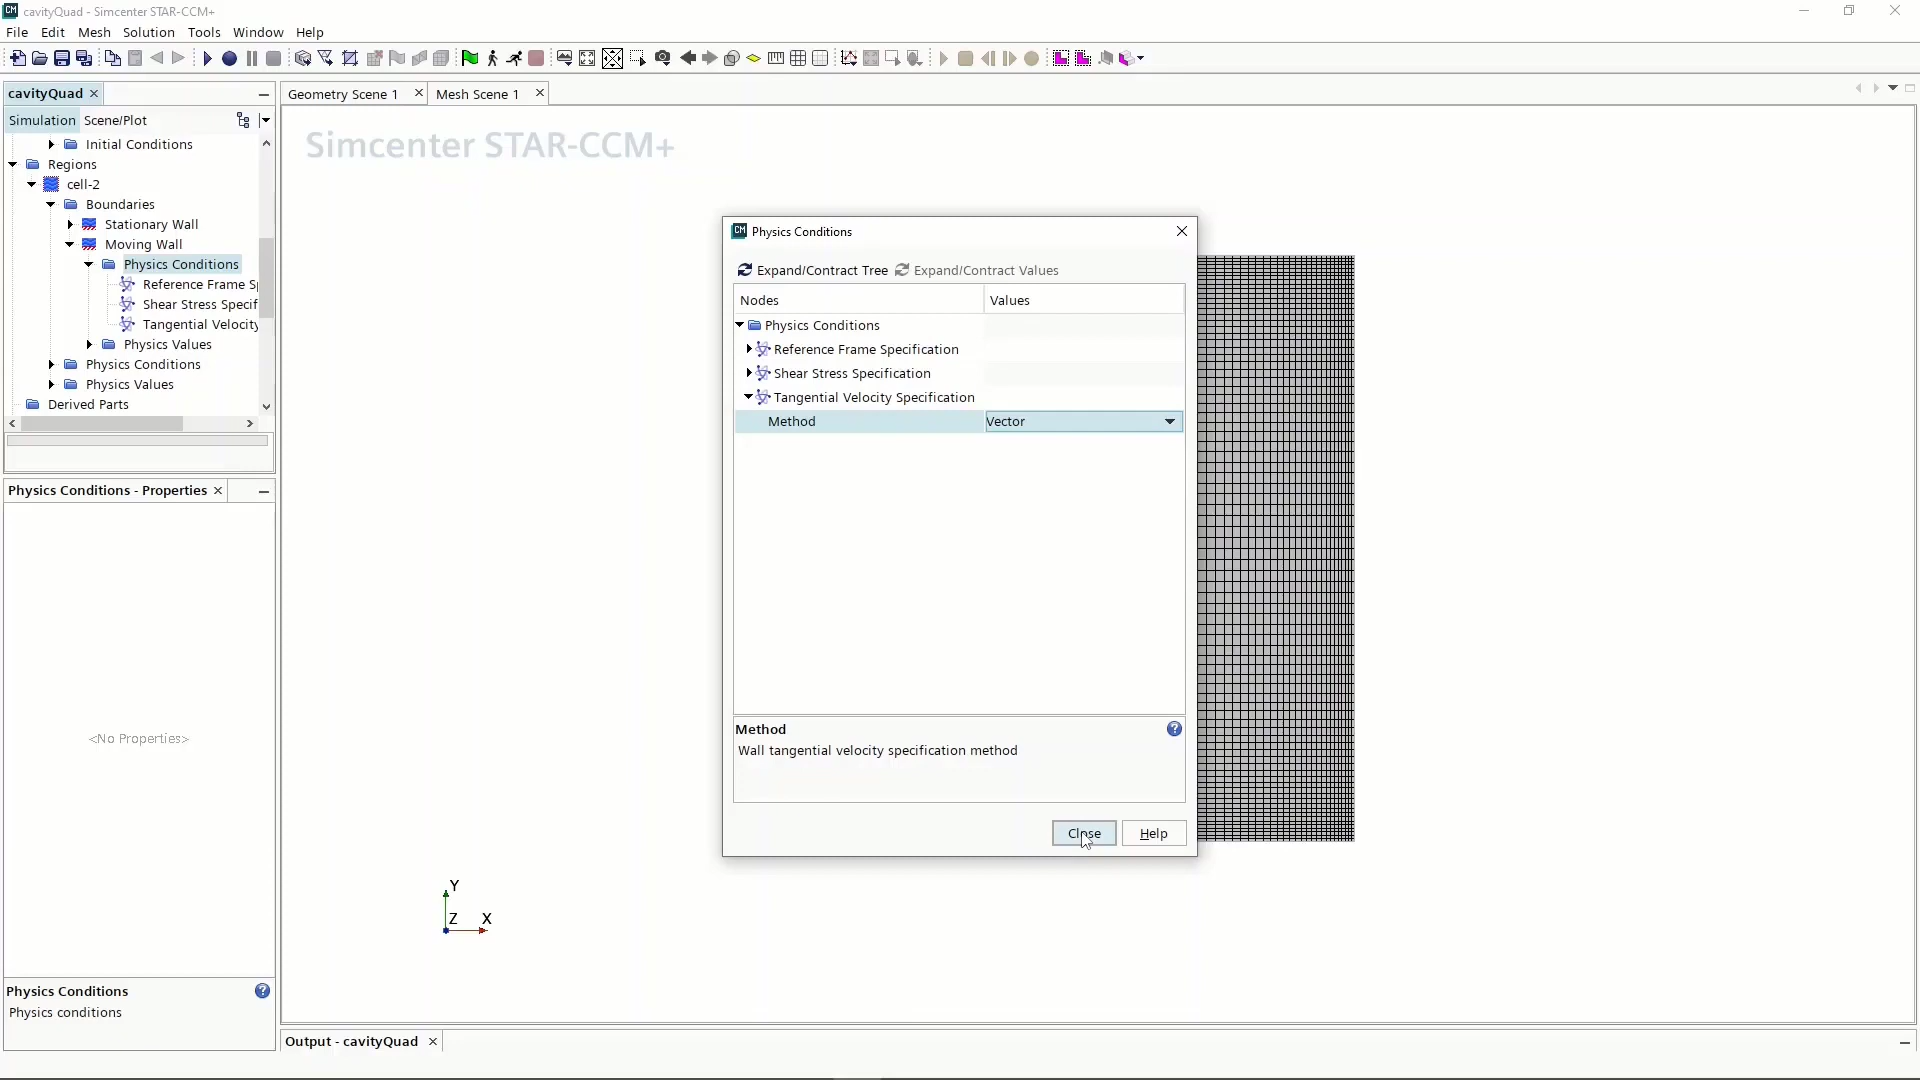 cavityQuad - Simcenter STAR-CCM+
File Edit Mesh Solution Tools Window Help
cavityQuad
Geometry Scene 1
Mesh Scene 1
Simulation Scene/Plot
Initial Conditions
Regions
cell-2
Boundaries
Stationary Wall
Moving Wall
Physics Conditions
Reference Frame S
Shear Stress Specif
Tangential Velocity
Physics Values
Physics Conditions
Physics Values
Derived Parts
Physics Conditions - Properties
<No Properties>
Physics Conditions
Physics conditions
Simcenter STAR-CCM+
Physics Conditions
Expand/Contract Tree Expand/Contract Values
Nodes Values
Physics Conditions
Reference Frame Specification
Shear Stress Specification
Tangential Velocity Specification
Method Vector
Method
Wall tangential velocity specification method
Close Help
Y
Z X
Output - cavityQuad